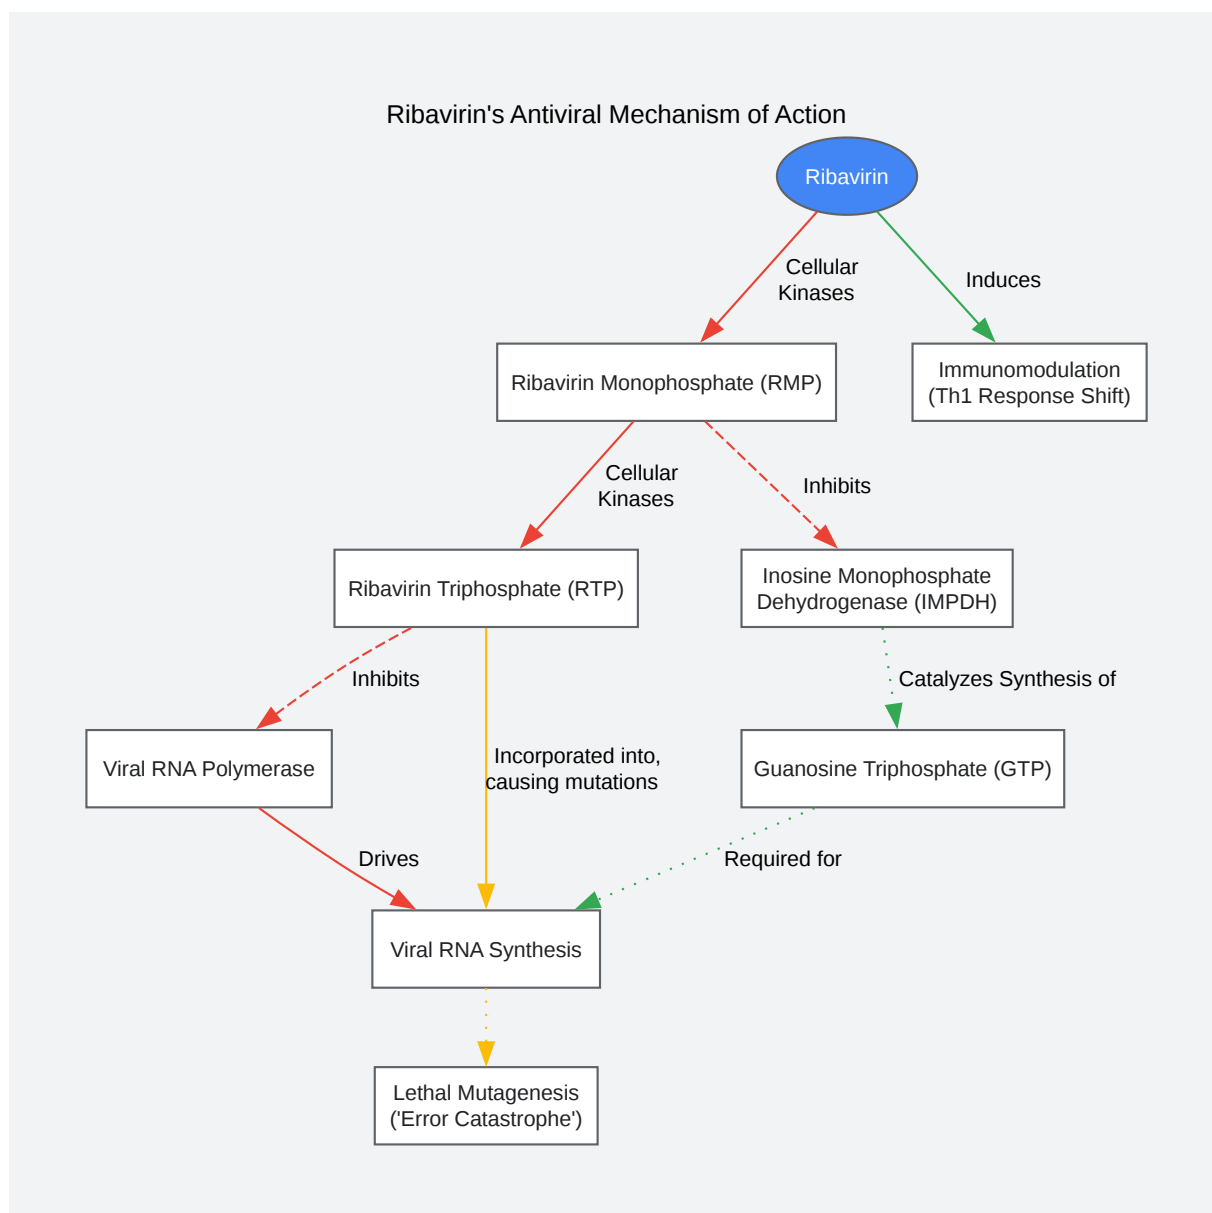 Ribavirin's Antiviral Mechanism of Action
Ribavirin
Cellular
Kinases
Induces
Ribavirin Monophosphate (RMP)
Immunomodulation
(Th1 Response Shift)
Cellular
Kinases
Inhibits
Ribavirin Triphosphate (RTP)
Inosine Monophosphate
Dehydrogenase (IMPDH)
Inhibits
Catalyzes Synthesis of
Incorporated into,
causing mutations
Viral RNA Polymerase
Guanosine Triphosphate (GTP)
Drives
Required for
Viral RNA Synthesis
Lethal Mutagenesis
('Error Catastrophe')